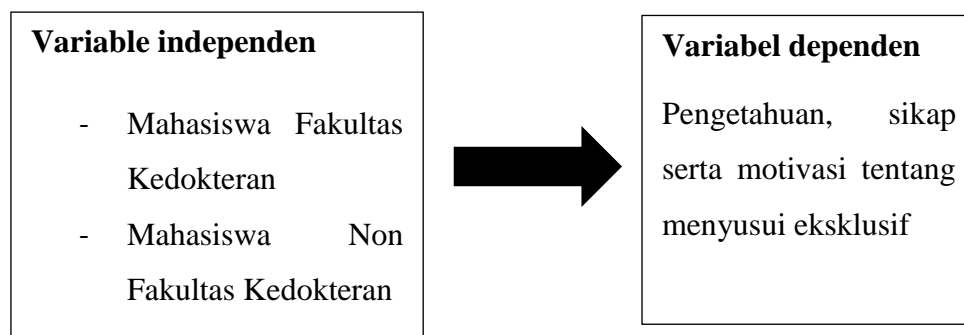 Variable independen
- Mahasiswa Fakultas
Kedokteran
- Mahasiswa Non
Fakultas Kedokteran
Variabel dependen
Pengetahuan, sikap
serta motivasi tentang
menyusui eksklusif